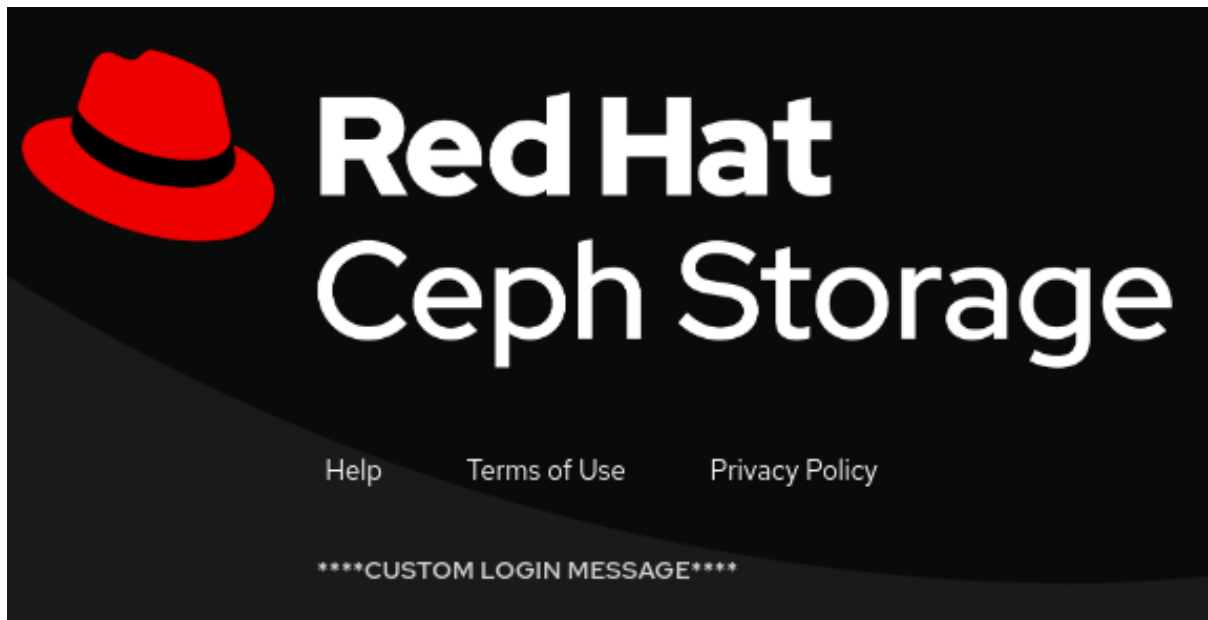 Red Hat
Ceph Storage
Help Terms of Use Privacy Policy
****CUSTOM LOGIN MESSAGE****